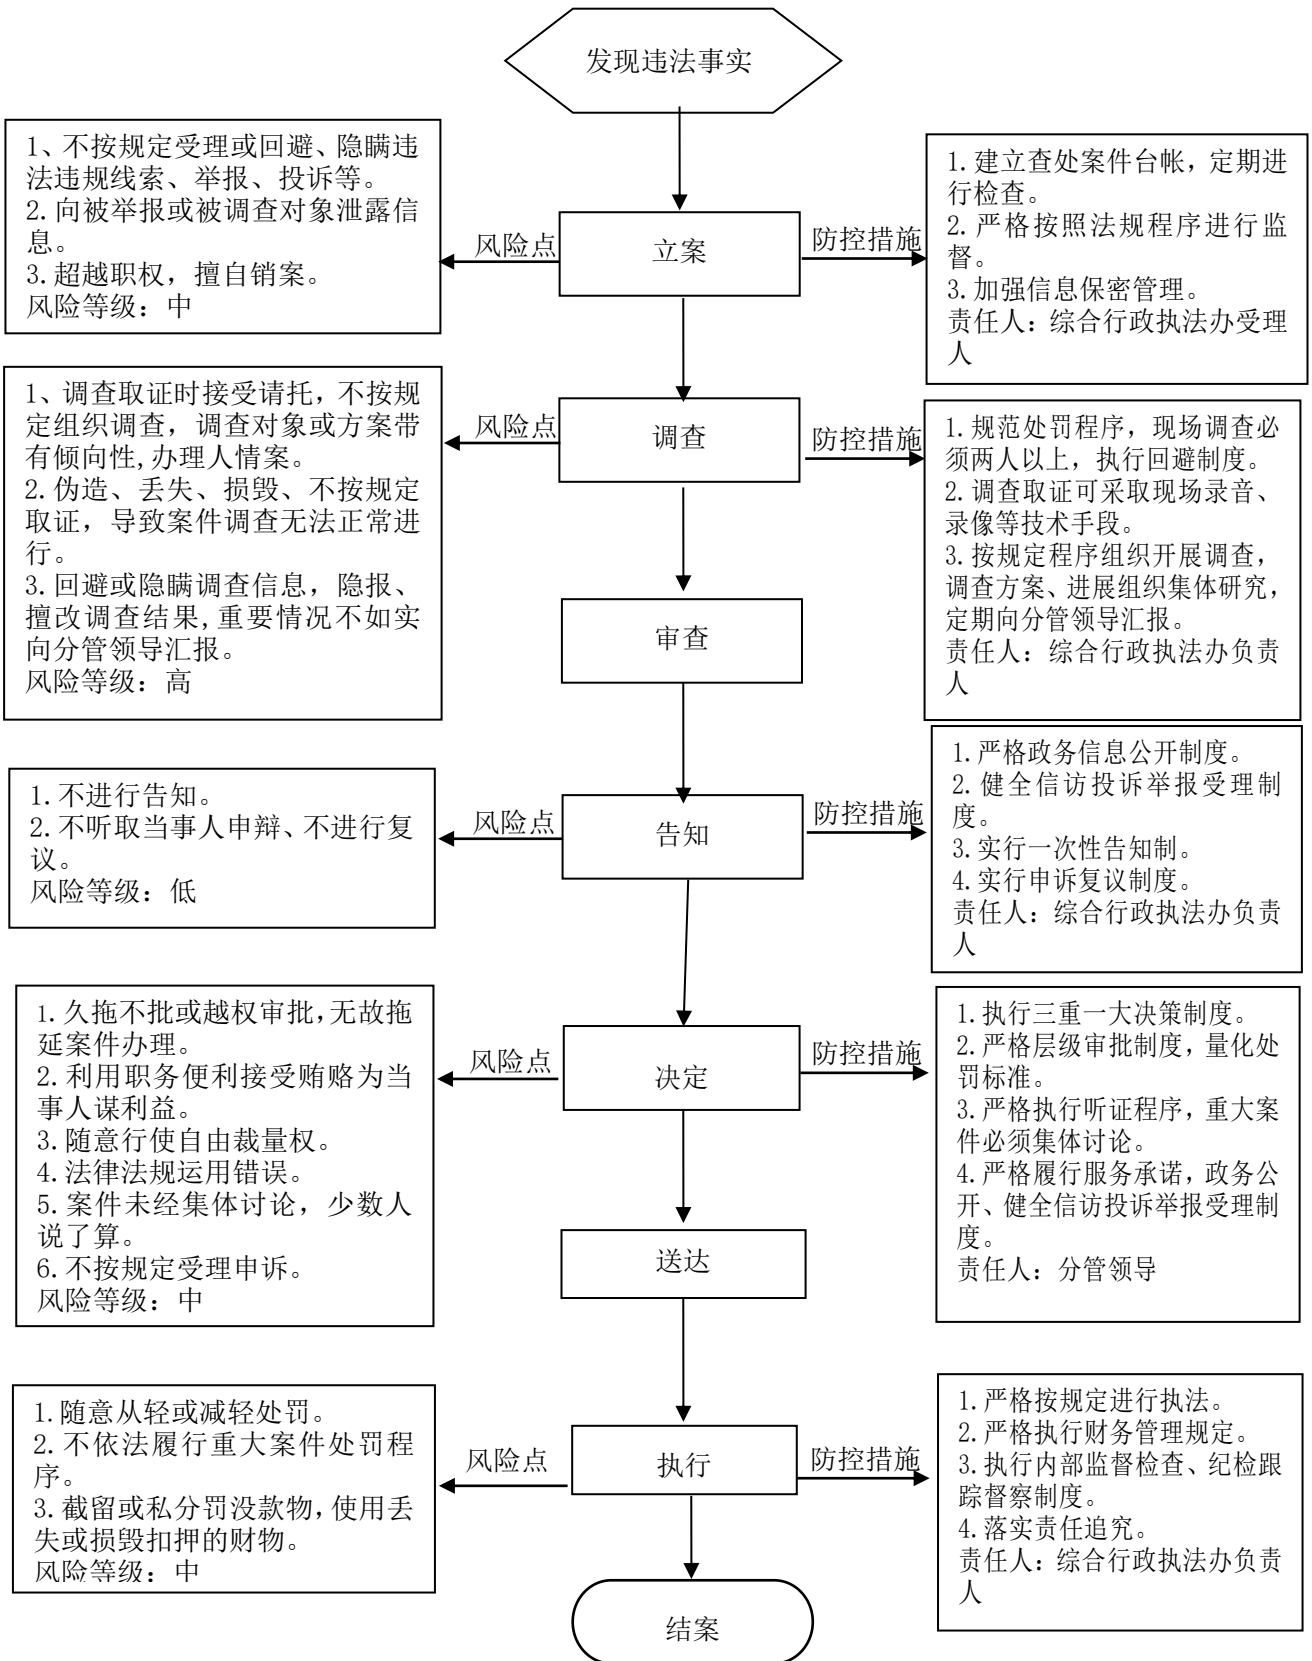 发现违法事实
1、不按规定受理或回避、隐瞒违
法违规线索、举报、投诉等。
2.向被举报或被调查对象泄露信
息。
3.超越职权，擅自销案。
风险等级：中
风险点
立案
防控措施
1.建立查处案件台帐，定期进
行检查。
2.严格按照法规程序进行监
督。
3.加强信息保密管理。
责任人：综合行政执法办受理
人
1、调查取证时接受请托，不按规
定组织调查，调查对象或方案带
有倾向性,办理人情案。
2.伪造、丢失、损毁、不按规定
取证，导致案件调查无法正常进
行。
3.回避或隐瞒调查信息，隐报、
擅改调查结果,重要情况不如实
向分管领导汇报。
风险等级：高
风险点
调查
防控措施
1.规范处罚程序，现场调查必
须两人以上，执行回避制度。
2.调查取证可采取现场录音、
录像等技术手段。
3.按规定程序组织开展调查，
调查方案、进展组织集体研究，
定期向分管领导汇报。
责任人：综合行政执法办负责
人
审查
1.不进行告知。
2.不听取当事人申辩、不进行复
议。
风险等级：低
风险点
告知
防控措施
1.严格政务信息公开制度。
2.健全信访投诉举报受理制
度。
3.实行一次性告知制。
4.实行申诉复议制度。
责任人：综合行政执法办负责
人
1.久拖不批或越权审批,无故拖
延案件办理。
2.利用职务便利接受贿赂为当
事人谋利益。
3.随意行使自由裁量权。
4.法律法规运用错误。
5.案件未经集体讨论，少数人
说了算。
6.不按规定受理申诉。
风险等级：中
风险点
决定
防控措施
1.执行三重一大决策制度。
2.严格层级审批制度，量化处
罚标准。
3.严格执行听证程序，重大案
件必须集体讨论。
4.严格履行服务承诺，政务公
开、健全信访投诉举报受理制
度。
责任人：分管领导
送达
1.随意从轻或减轻处罚。
2.不依法履行重大案件处罚程
序。
3.截留或私分罚没款物,使用丢
失或损毁扣押的财物。
风险等级：中
风险点
执行
防控措施
1.严格按规定进行执法。
2.严格执行财务管理规定。
3.执行内部监督检查、纪检跟
踪督察制度。
4.落实责任追究。
责任人：综合行政执法办负责
人
结案